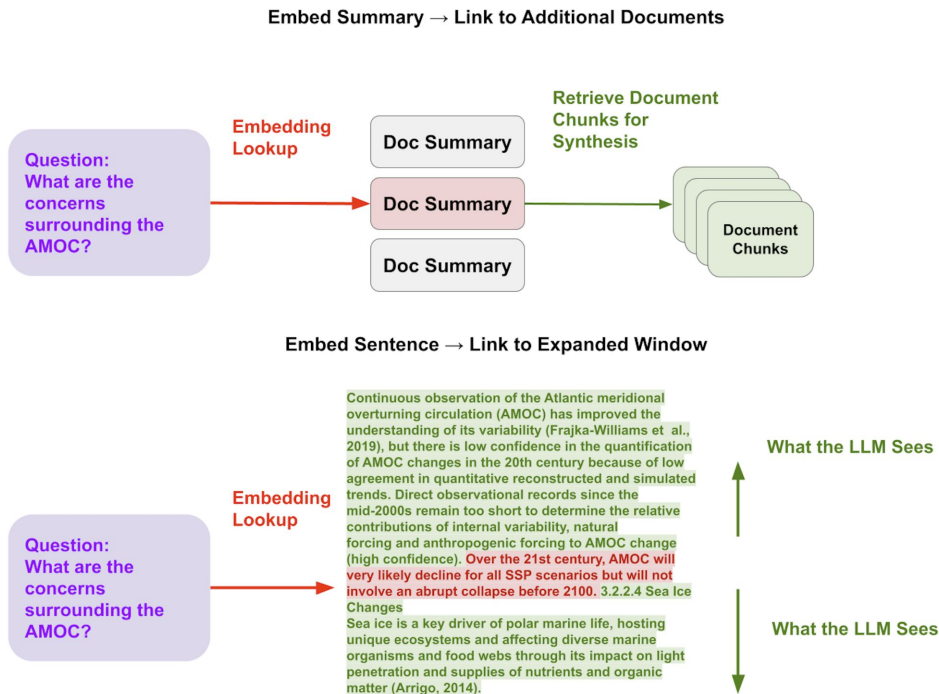 Embed Summary → Link to Additional Documents
Question:
What are the
concerns
surrounding the
AMOC?
Embedding
Lookup
Doc Summary
Doc Summary
Doc Summary
Retrieve Document
Chunks for
Synthesis
Document
Chunks
Embed Sentence → Link to Expanded Window
Question:
What are the
concerns
surrounding the
AMOC?
Embedding
Lookup
Continuous observation of the Atlantic meridional
overturning circulation (AMOC) has improved the
understanding of its variability (Frajka-Williams et al.,
2019), but there is low confidence in the quantification
of AMOC changes in the 20th century because of low
agreement in quantitative reconstructed and simulated
trends. Direct observational records since the
mid-2000s remain too short to determine the relative
contributions of internal variability, natural
forcing and anthropogenic forcing to AMOC change
(high confidence). Over the 21st century, AMOC will
very likely decline for all SSP scenarios but will not
involve an abrupt collapse before 2100. 3.2.2.4 Sea Ice
Changes
Sea ice is a key driver of polar marine life, hosting
unique ecosystems and affecting diverse marine
organisms and food webs through its impact on light
penetration and supplies of nutrients and organic
matter (Arrigo, 2014).
What the LLM Sees
What the LLM Sees